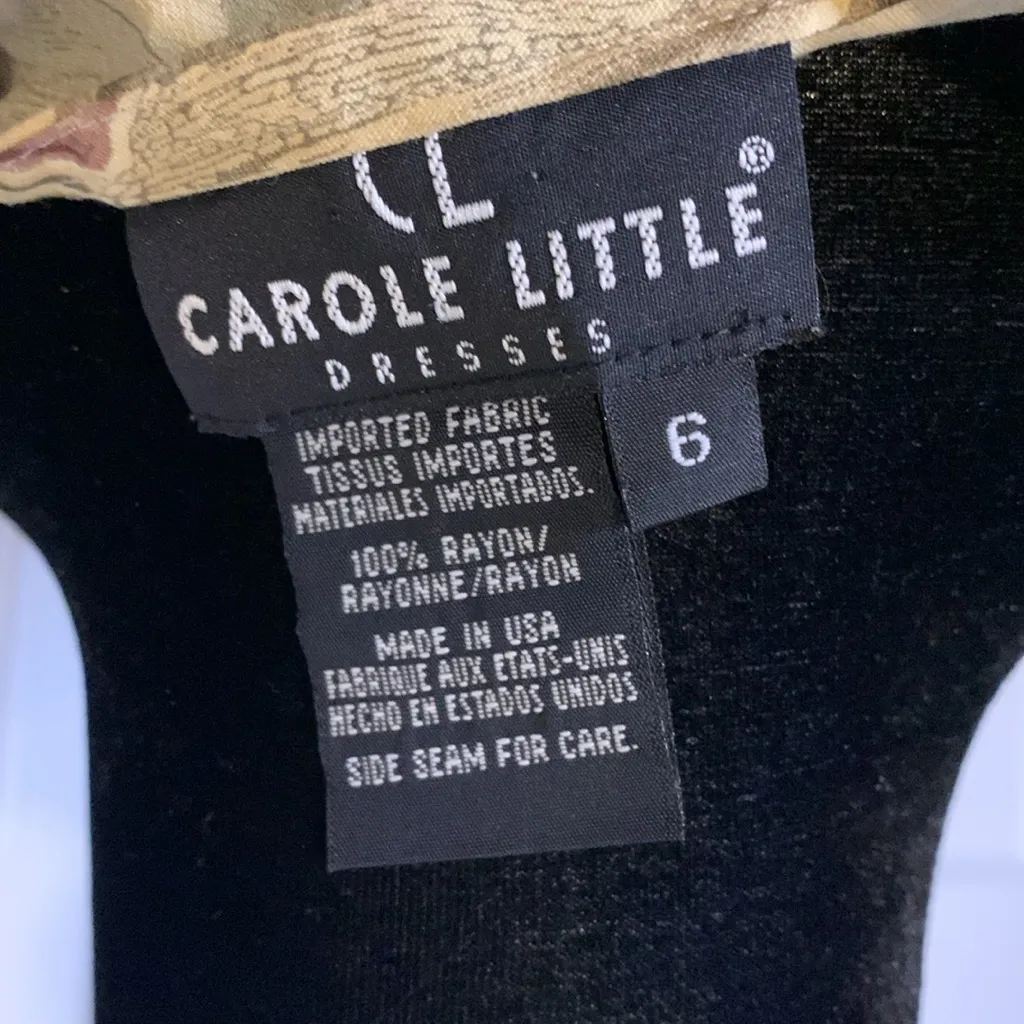 CL
CAROLE LITTLE®
DRESSES
6
IMPORTED FABRIC
TISSUS IMPORTES
MATERIALES IMPORTADOS.
100% RAYON/
RAYONNE/RAYON
MADE IN USA
FABRIQUE AUX ETATS-UNIS
HECHO EN ESTADOS UNIDOS
SIDE SEAM FOR CARE.